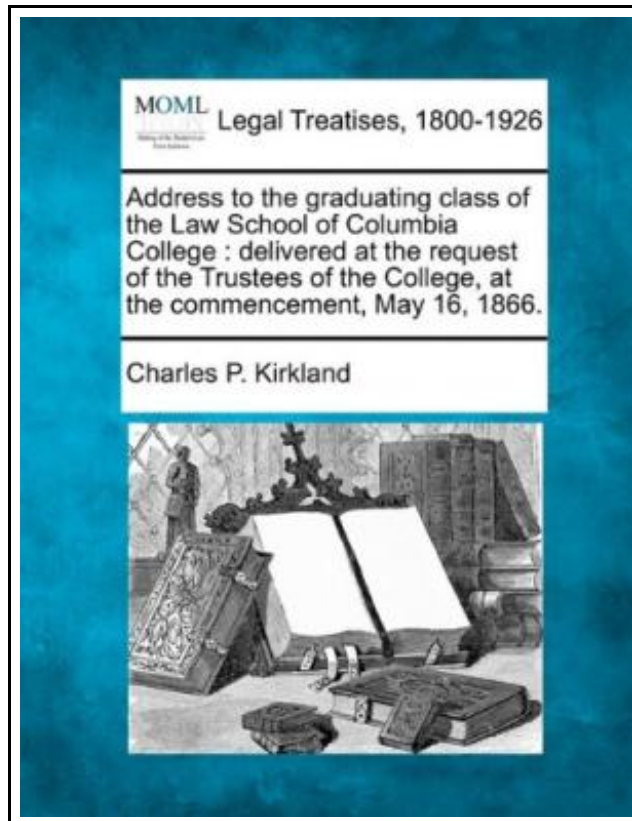 MOML
Legal Treatises, 1800-1926
Address to the graduating class of
the Law School of Columbia
College : delivered at the request
of the Trustees of the College, at
the commencement, May 16, 1866.
Charles P. Kirkland